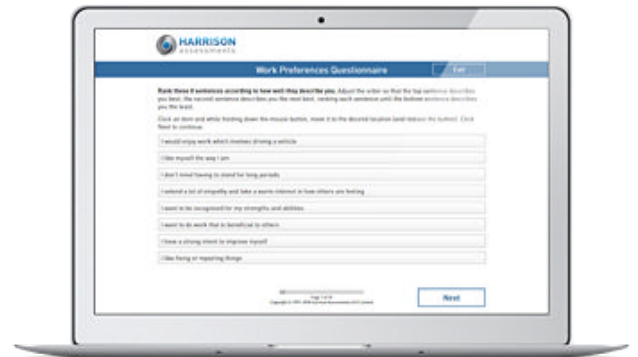 HARRISON
assessments
Work Preferences Questionnaire
Exit
Rank these 8 sentences according to how well they describe you. Adjust the order so that the top sentence describes
you best, the second sentence describes you the next best, ranking each sentence until the bottom sentence describes
you the least.
Click an item and while holding down the mouse button, move it to the desired location (and release the button). Click
Next to continue.
I would enjoy work which involves driving a vehicle
I like myself the way I am
I don't mind having to stand for long periods
I extend a lot of empathy and take a warm interest in how others are feeling
I want to be recognized for my strengths and abilities
I want to do work that is beneficial to others
I have a strong intent to improve myself
I like fixing or repairing things
Next